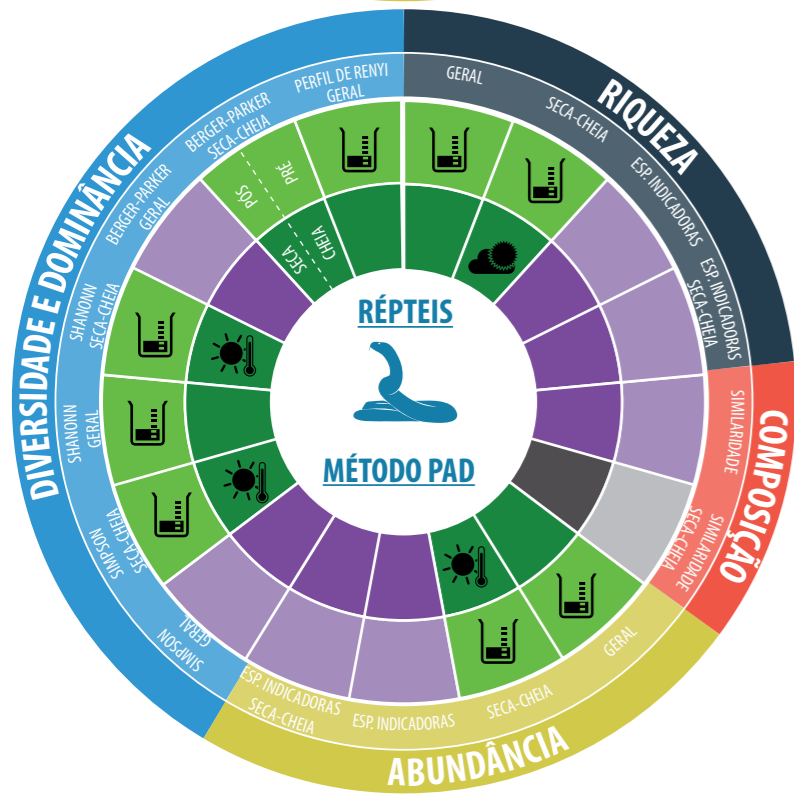 RÉPTEIS
MÉTODO PAD
RIQUEZA
GERAL
SECA-CHEIA
ESP. INDICADORAS
ESP. INDICADORAS
SECA-CHEIA
COMPOSIÇÃO
SIMILARIDADE
SIMILARIDADE
SECA-CHEIA
ABUNDÂNCIA
GERAL
SECA-CHEIA
ESP. INDICADORAS
ESP. INDICADORAS
SECA-CHEIA
DIVERSIDADE E DOMINÂNCIA
SIMPSON
GERAL
SIMPSON
SECA-CHEIA
SHANONN
GERAL
SHANONN
SECA-CHEIA
BERGER-PARKER
GERAL
BERGER-PARKER
SECA-CHEIA
PERFIL DE RENYI
GERAL
PÓS
PRÉ
SECA
CHEIA